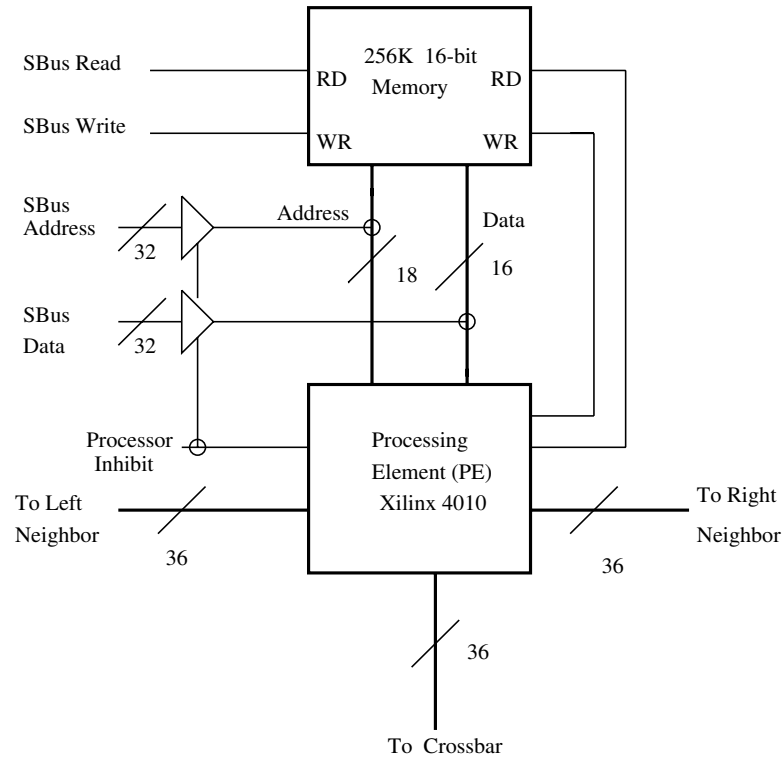 256K 16-bit
Memory
SBus Read
RD
RD
SBus Write
WR
WR
SBus
Address
32
Address
Data
18
16
SBus
Data
32
Processor
Inhibit
Processing
Element (PE)
Xilinx 4010
To Left
Neighbor
36
To Right
Neighbor
36
36
To Crossbar